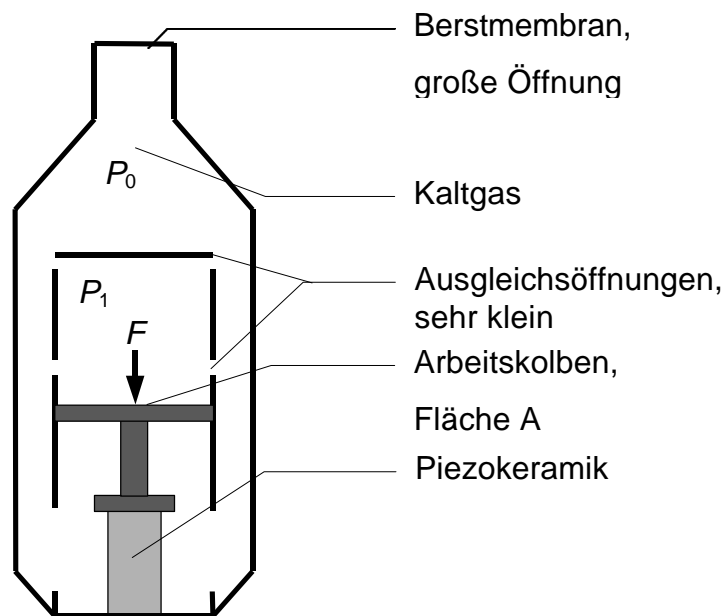 Berstmembran,
große Öffnung
P0
Kaltgas
P1
Ausgleichsöffnungen,
sehr klein
F
Arbeitskolben,
Fläche A
Piezokeramik